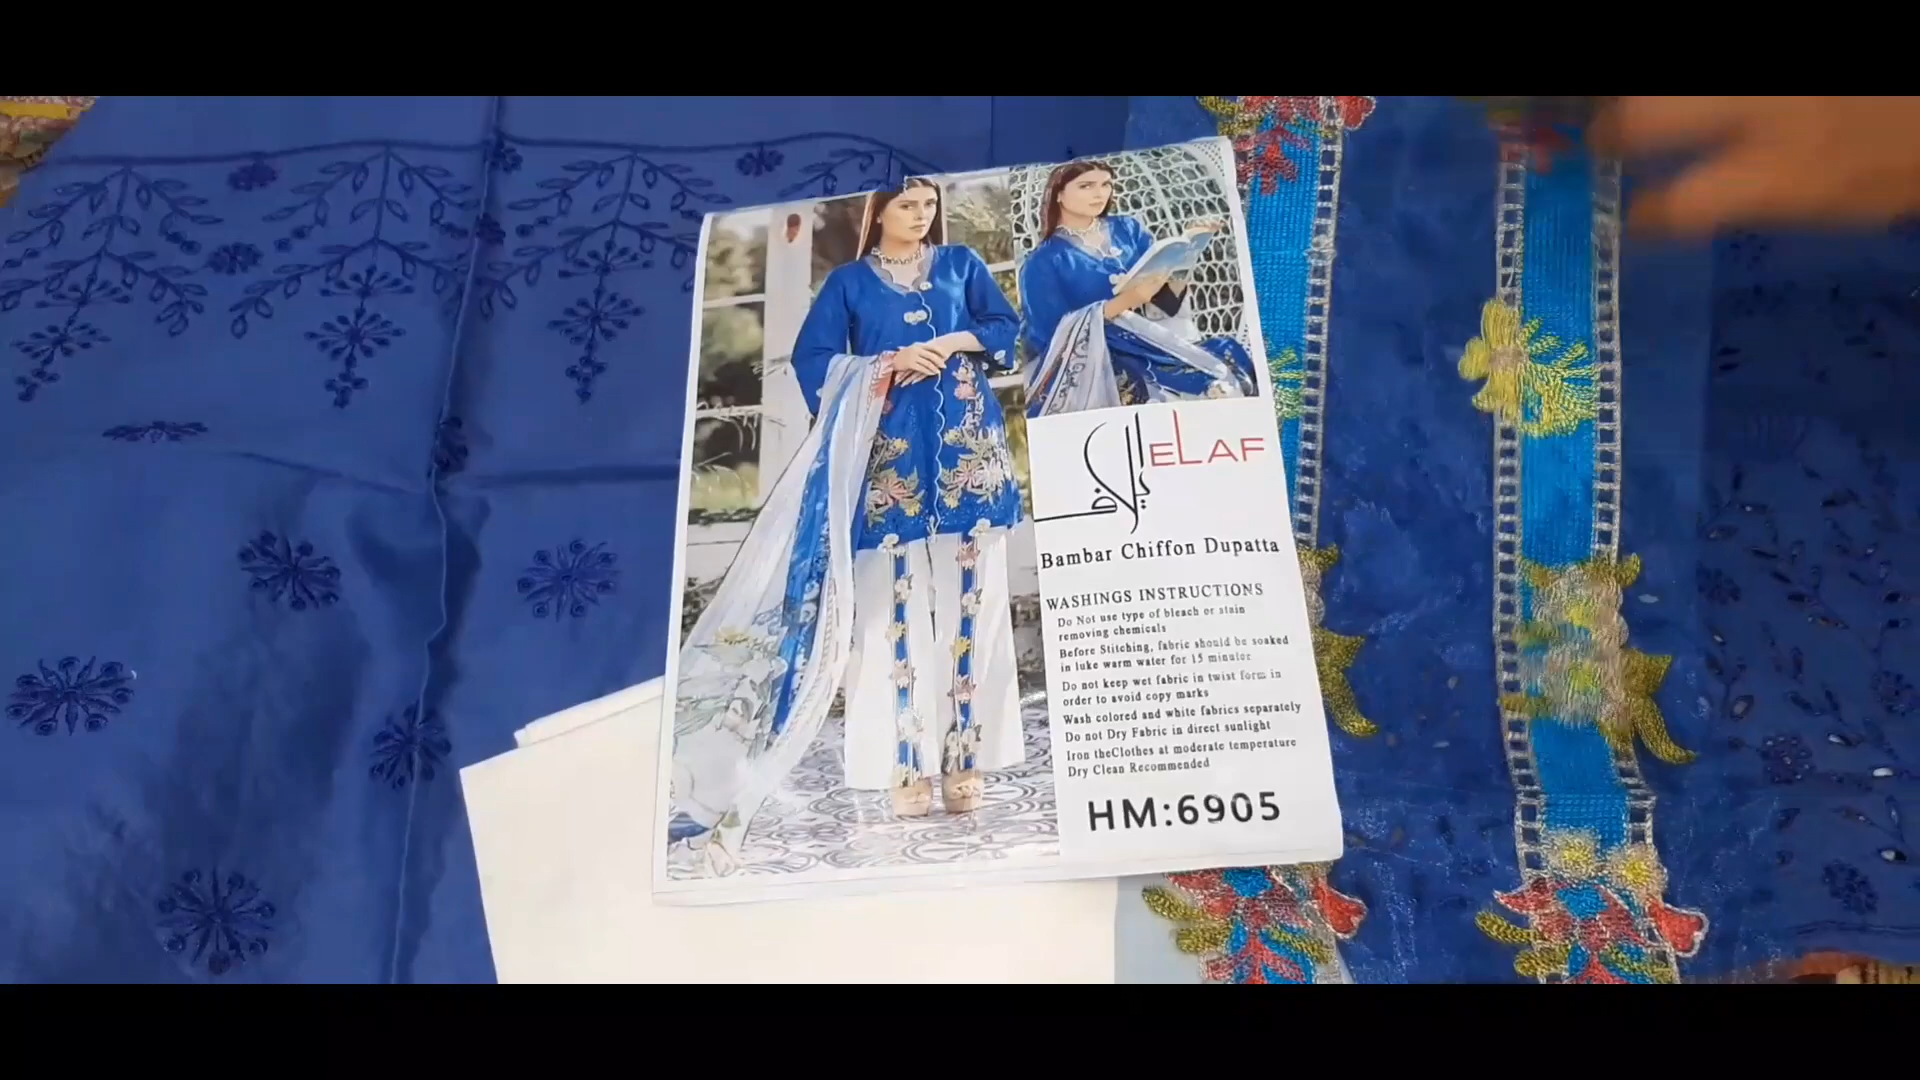 ايلاف ELAF
Bambar Chiffon Dupatta
WASHINGS INSTRUCTIONS
Do Not use type of bleach or stain
removing chemicals
Before Stitching, fabric should be soaked
in luke warm water for 15 minuter
Do not keep wet fabric in twist form in
order to avoid copy marks
Wash colored and white fabrics separately
Do not Dry Fabric in direct sunlight
Iron theClothes at moderate temperature
Dry Clean Recommended
HM:6905